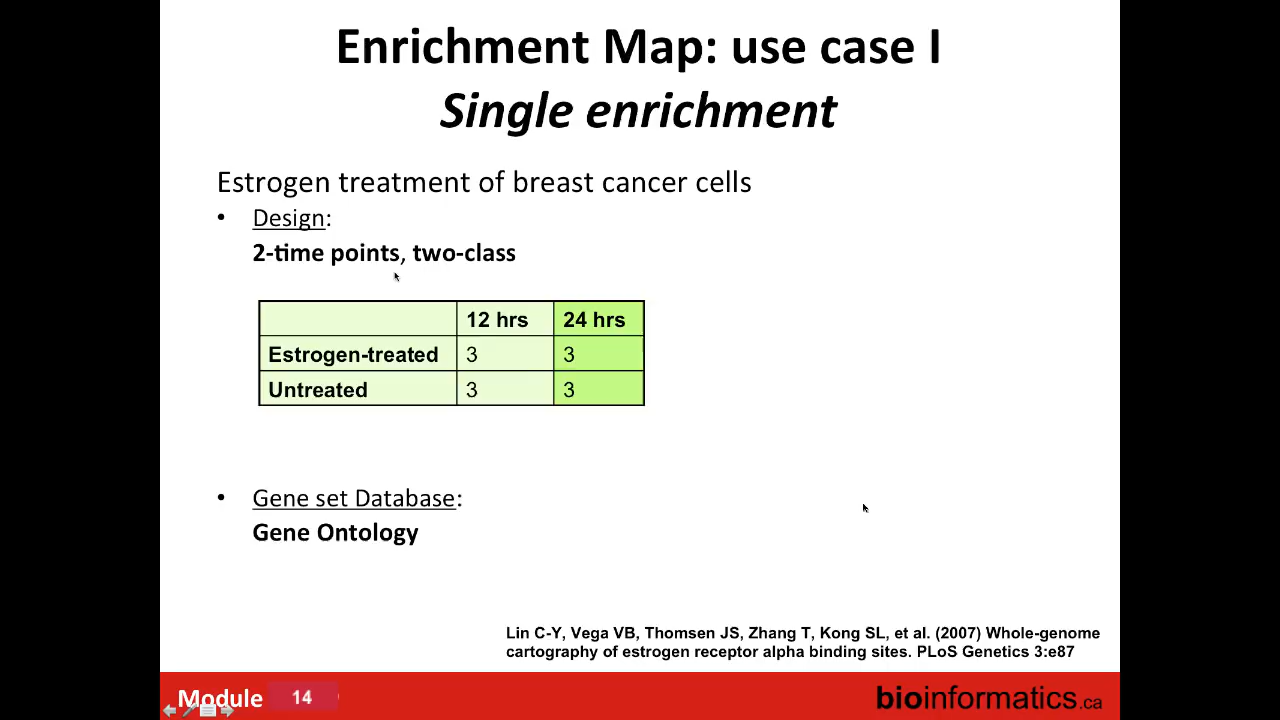 Enrichment Map: use case I
Single enrichment
Estrogen treatment of breast cancer cells
• Design:
2-time points, two-class
12 hrs 24 hrs
Estrogen-treated 3 3
Untreated 3 3
• Gene set Database:
Gene Ontology
Lin C-Y, Vega VB, Thomsen JS, Zhang T, Kong SL, et al. (2007) Whole-genome
cartography of estrogen receptor alpha binding sites. PLoS Genetics 3:e87
Module 14
bioinformatics.ca